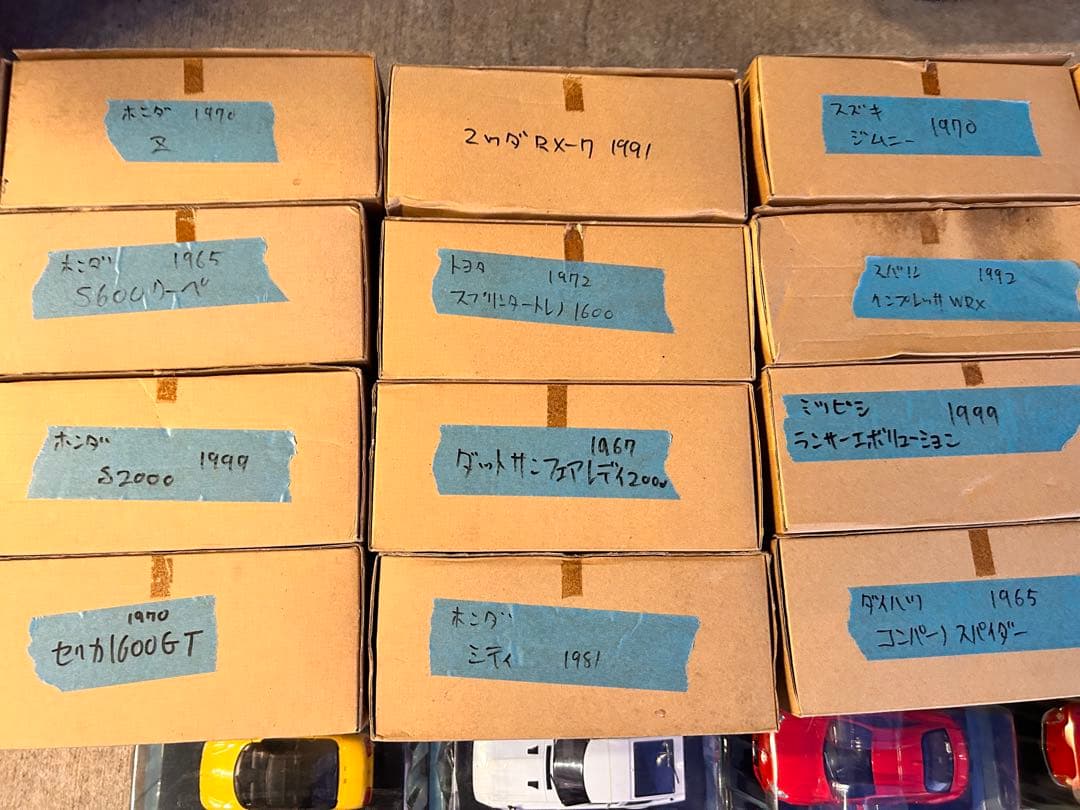 ホンダ 1970
Z
マツダ RX-7 1991
スズキ
ジムニー 1970
ホンダ 1965
S600クーペ
トヨタ 1972
スプリンタートレノ 1600
スバル 1992
インプレッサ WRX
ホンダ
S2000 1999
1967
ダットサンフェアレディ2000
ミツビシ 1999
ランサーエボリューション
1970
セリカ1600GT
ホンダ
シティ 1981
ダイハツ 1965
コンパーノ スパイダー